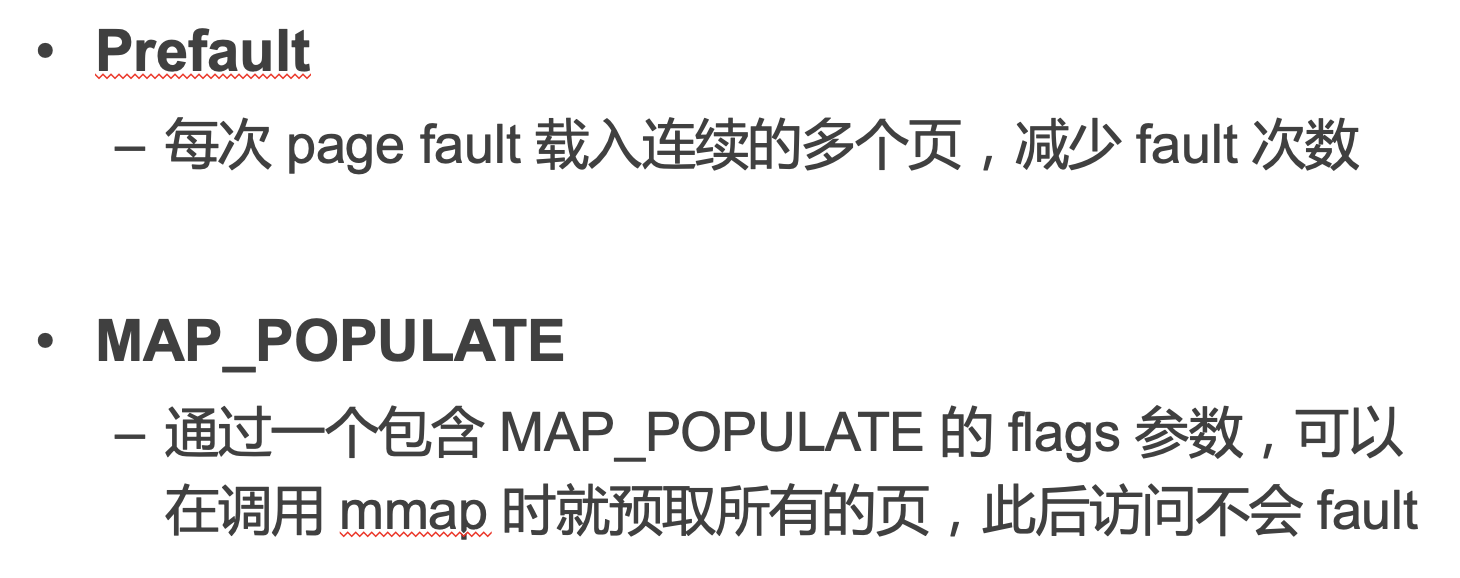 • Prefault
– 每次 page fault 载入连续的多个页，减少 fault 次数
• MAP_POPULATE
– 通过一个包含 MAP_POPULATE 的 flags 参数，可以
在调用 mmap 时就预取所有的页，此后访问不会 fault